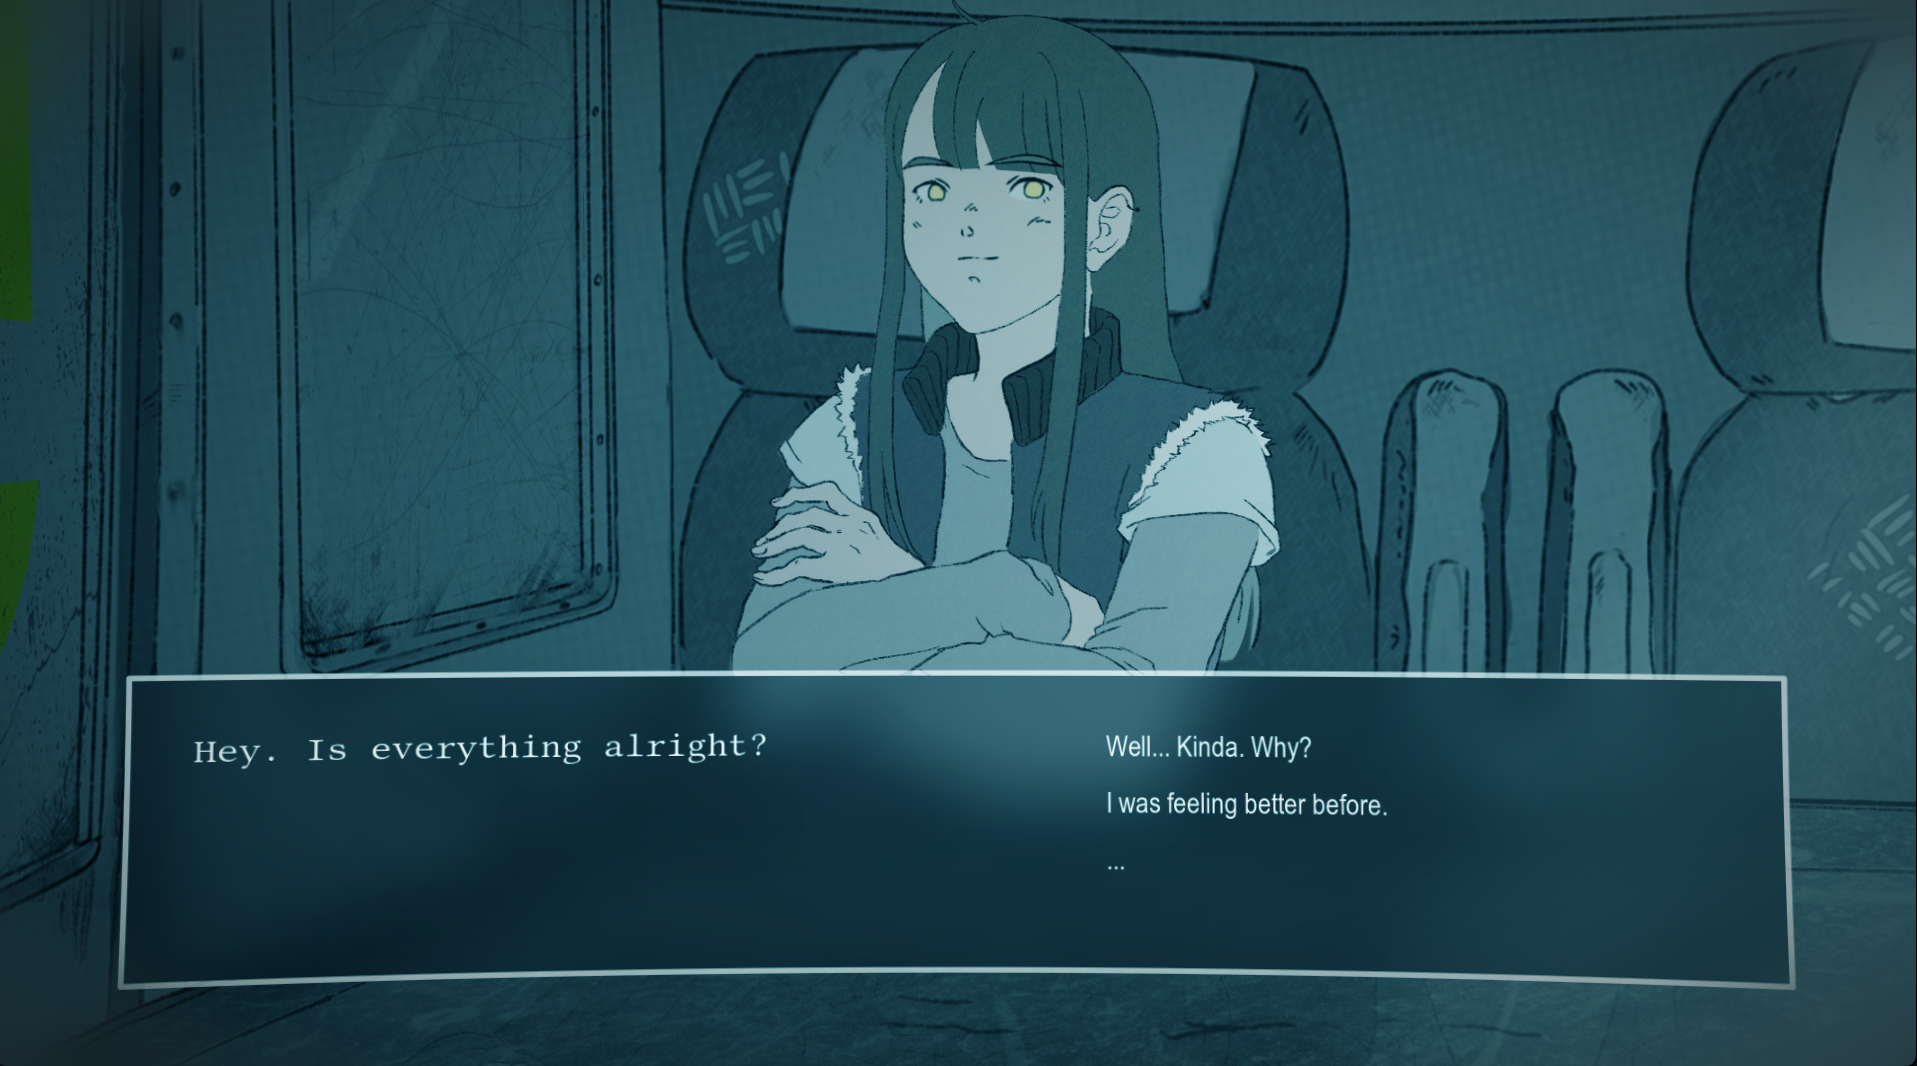 Hey. Is everything alright?
Well... Kinda. Why?
I was feeling better before.
...